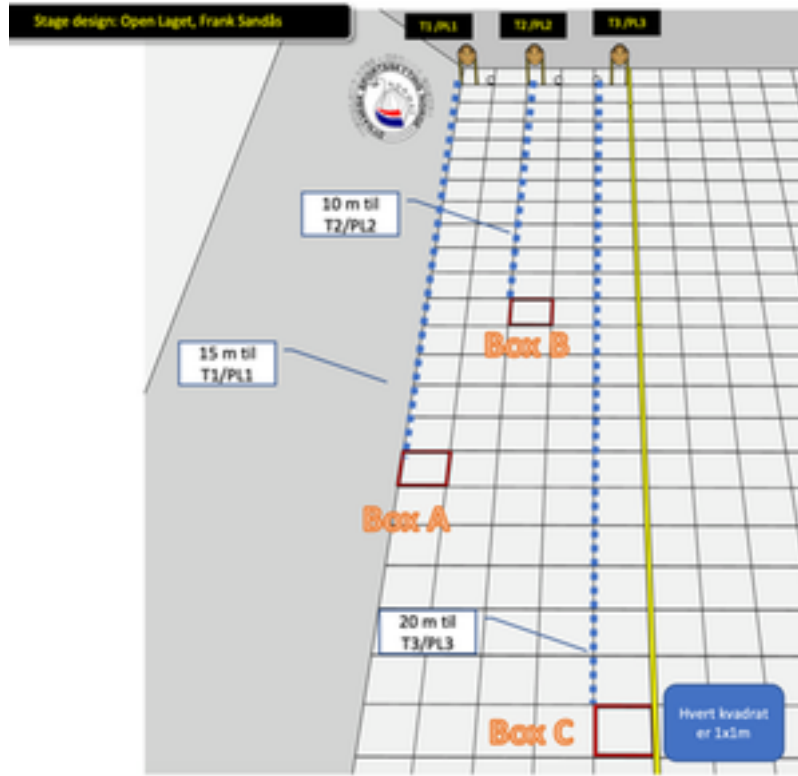 Stage design: Open Laget, Frank Sandås
T1/PL1
T2/PL2
T3/PL3
10 m til
T2/PL2
Box B
15 m til
T1/PL1
Box A
20 m til
T3/PL3
Box C
Hvert kvadrat
er 1x1m